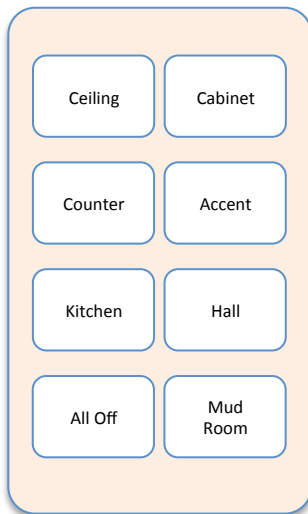 Ceiling
Cabinet
Counter
Accent
Kitchen
Hall
All Off
Mud
Room